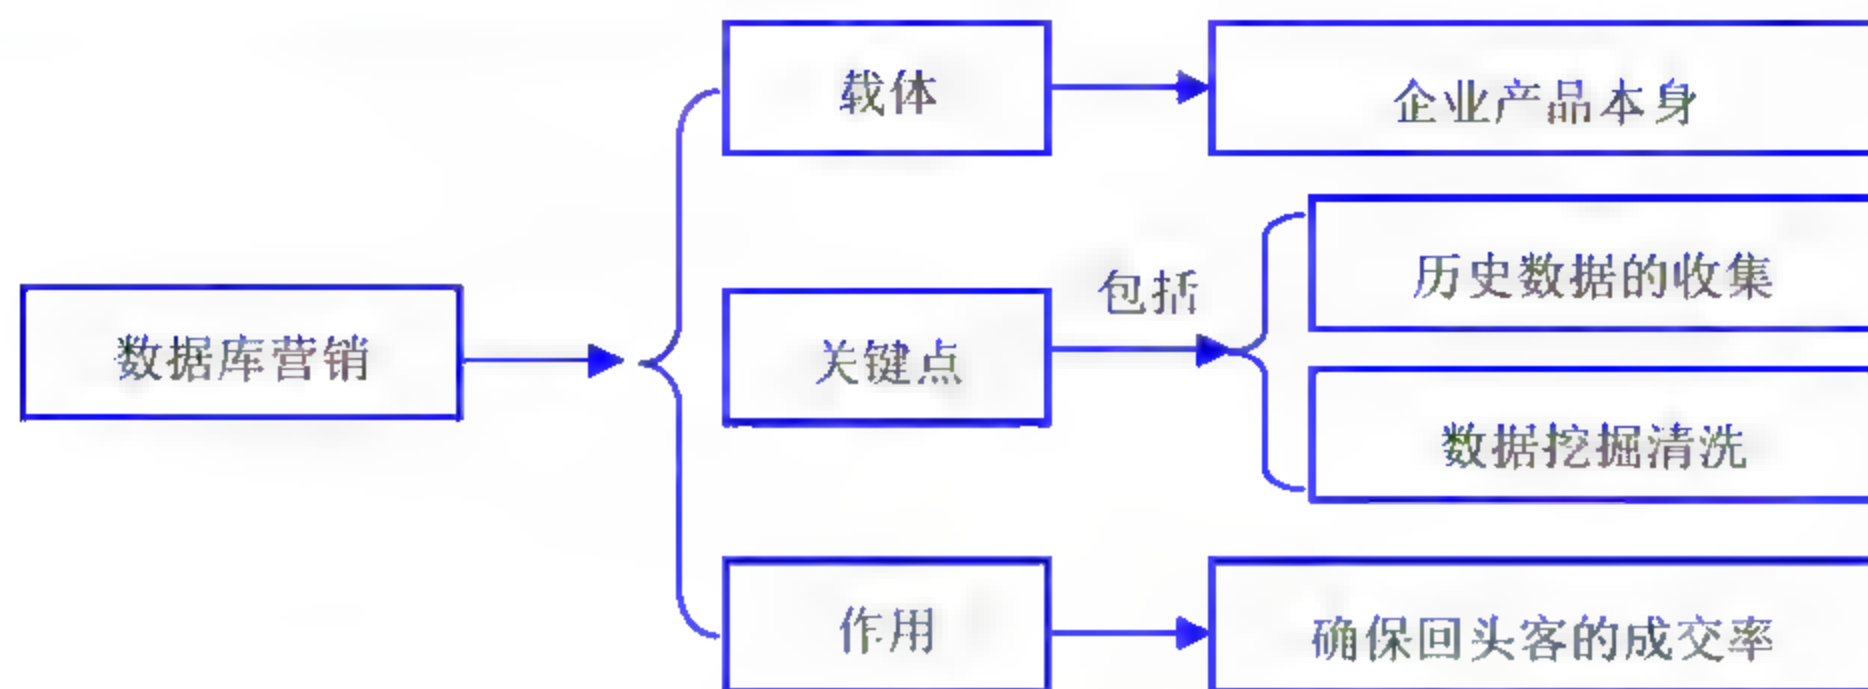 载体
企业产品本身
历史数据的收集
包括
数据库营销
关键点
数据挖掘清洗
作用
确保回头客的成交率